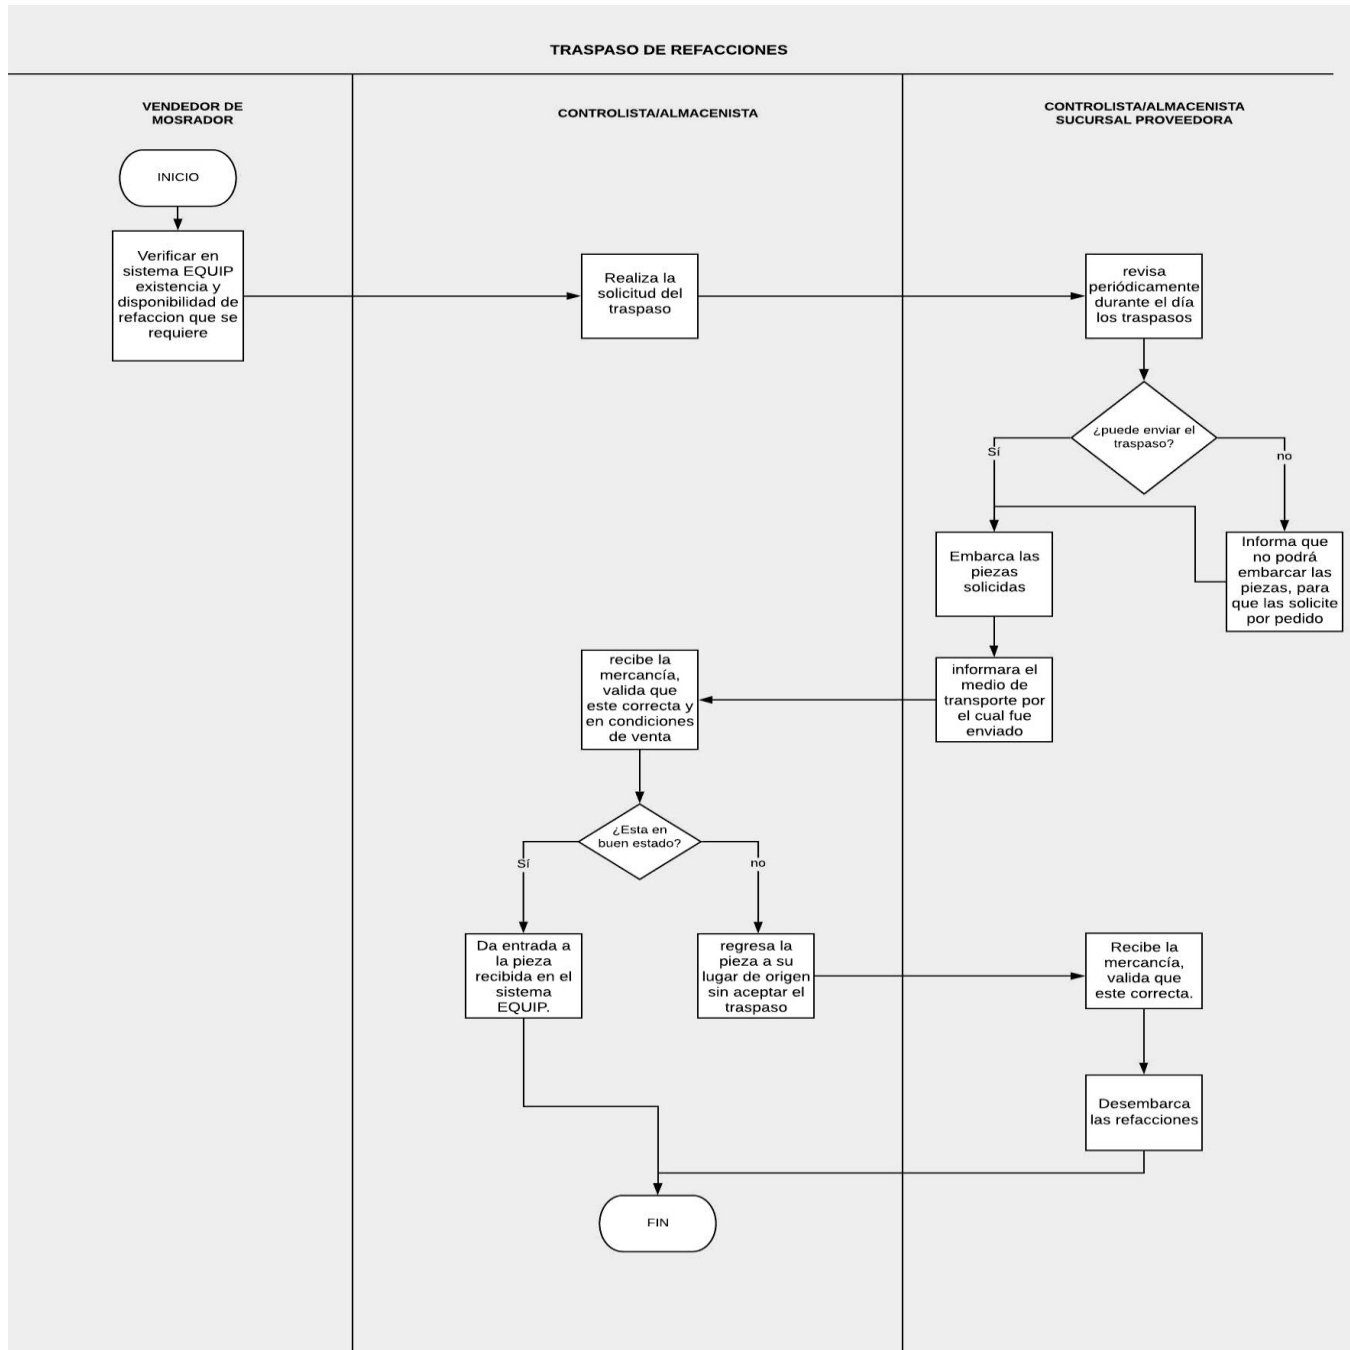 TRASPASO DE REFACCIONES
VENDEDOR DE
MOSRADOR
CONTROLISTA/ALMACENISTA
CONTROLISTA/ALMACENISTA
SUCURSAL PROVEEDORA
INICIO
Verificar en
sistema EQUIP
existencia y
disponibilidad de
refaccion que se
requiere
Realiza la
solicitud del
traspaso
revisa
periódicamente
durante el día
los traspasos
¿puede enviar el
traspaso?
Sí
no
Embarca las
piezas
solicidas
Informa que
no podrá
embarcar las
piezas, para
que las solicite
por pedido
informara el
medio de
transporte por
el cual fue
enviado
recibe la
mercancía,
valida que
este correcta y
en condiciones
de venta
¿Esta en
buen estado?
Sí
no
Da entrada a
la pieza
recibida en el
sistema
EQUIP.
regresa la
pieza a su
lugar de origen
sin aceptar el
traspaso
Recibe la
mercancía,
valida que
este correcta.
Desembarca
las refacciones
FIN